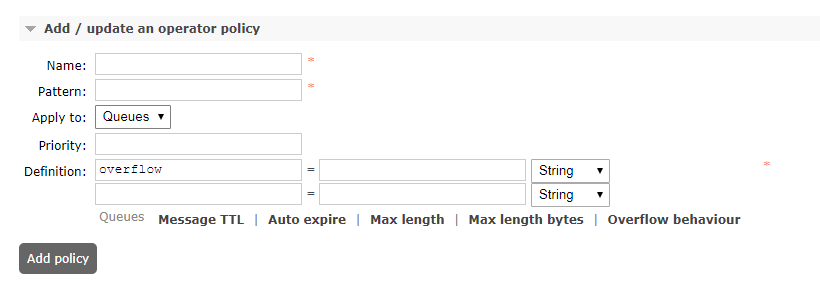 Add / update an operator policy
Name: *
Pattern: *
Apply to: Queues
Priority:
Definition: overflow = String *
= String
Queues Message TTL | Auto expire | Max length | Max length bytes | Overflow behaviour
Add policy